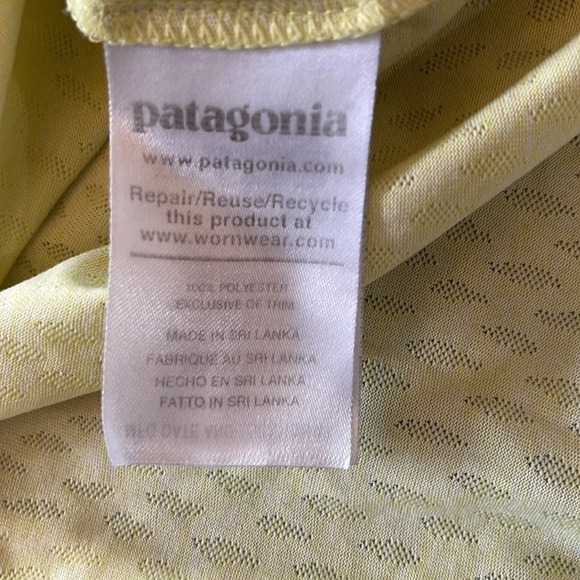 patagonia
www.patagonia.com
Repair/Reuse/Recycle
this product at
www.wornwear.com
100% POLYESTER
EXCLUSIVE OF TRIM
MADE IN SRI LANKA
FABRIQUE AU SRI LANKA
HECHO EN SRI LANKA
FATTO IN SRI LANKA